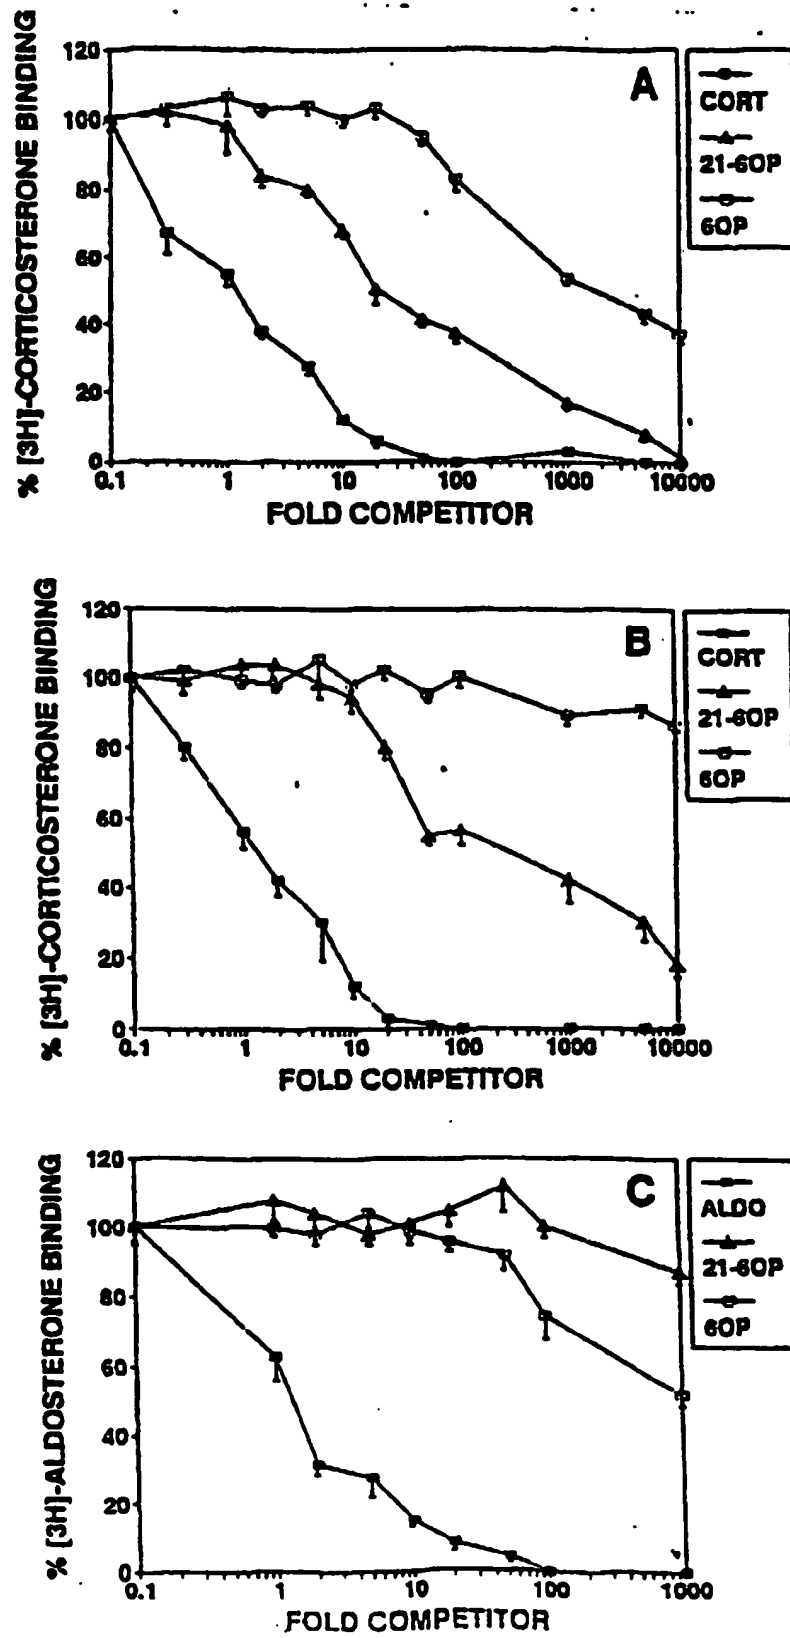 % [3H]-CORTICOSTERONE BINDING
120
100
80
60
40
20
0
0.1 1 10 100 1000 10000
FOLD COMPETITOR
A
CORT
21-6OP
6OP
% [3H]-CORTICOSTERONE BINDING
120
100
80
60
40
20
0
0.1 1 10 100 1000 10000
FOLD COMPETITOR
B
CORT
21-6OP
6OP
% [3H]-ALDOSTERONE BINDING
120
100
80
60
40
20
0
0.1 1 10 100 1000
FOLD COMPETITOR
C
ALDO
21-6OP
6OP